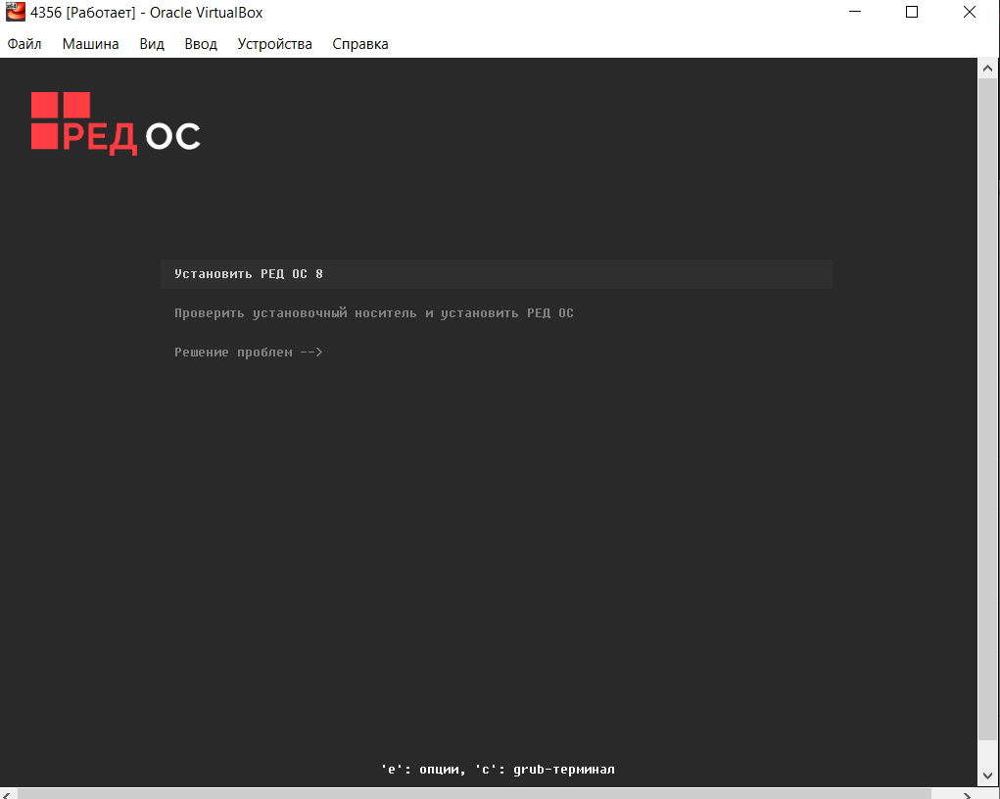 4356 [Работает] - Oracle VirtualBox
Файл Машина Вид Ввод Устройства Справка
РЕД ОС
Установить РЕД ОС 8
Проверить установочный носитель и установить РЕД ОС
Решение проблем -->
'e': опции, 'c': grub-терминал